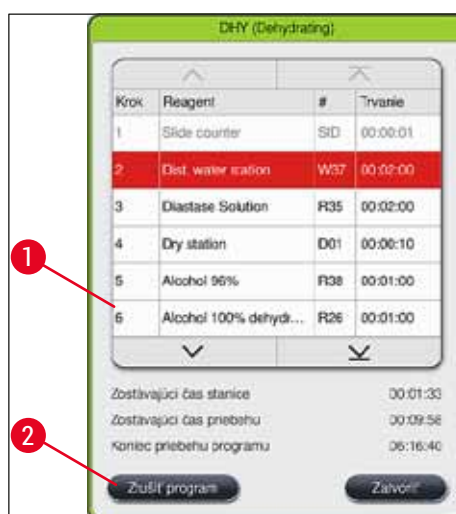 DHY (Dehydrating)
Krok Reagent # Trvanie
1 Slide counter SID 00:00:01
2 Dist. water station W37 00:02:00
3 Diastase Solution R35 00:02:00
4 Dry station D01 00:00:10
5 Alcohol 96% R38 00:01:00
6 Alcohol 100% dehydr... R26 00:01:00
1
Zostávajúci čas stanice 00:01:33
Zostávajúci čas priebehu 00:09:58
2
Koniec priebehu programu 06:16:40
Zrušiť program Zatvoriť